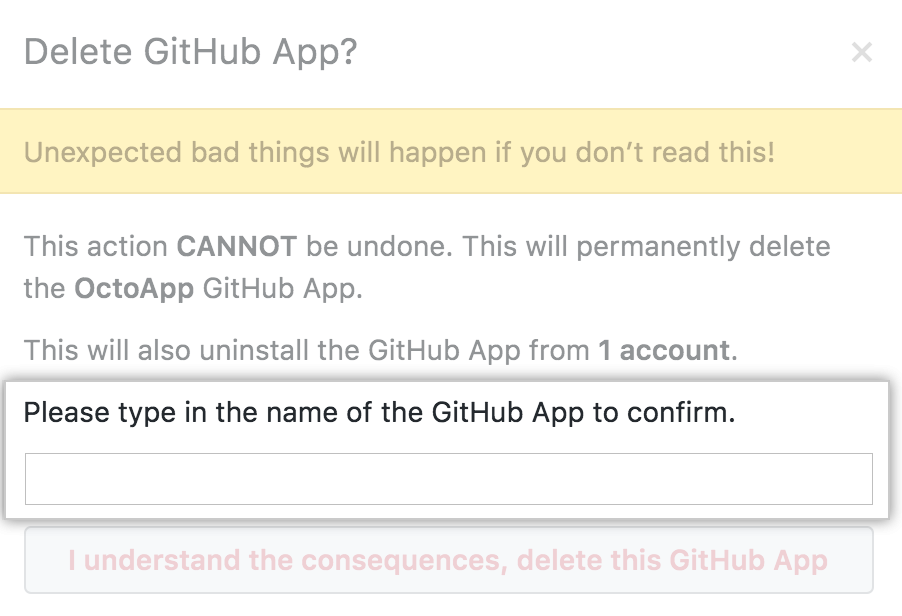 Delete GitHub App?
×
Unexpected bad things will happen if you don’t read this!
This action CANNOT be undone. This will permanently delete
the OctoApp GitHub App.
This will also uninstall the GitHub App from 1 account.
Please type in the name of the GitHub App to confirm.
I understand the consequences, delete this GitHub App